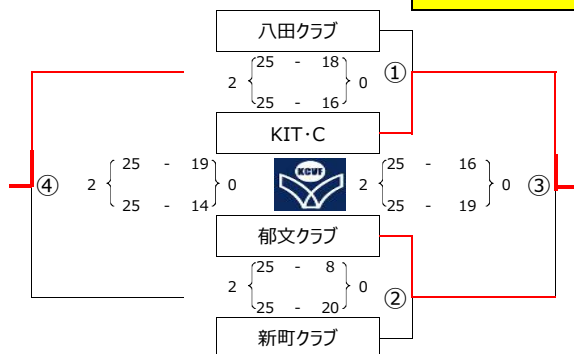 八田クラブ
25 - 18
2 0 ①
25 - 16
KIT・C
25 - 19 25 - 16
④ 2 0 KCVF 2 0 ③
25 - 14 25 - 19
郁文クラブ
25 - 8
2 0 ②
25 - 20
新町クラブ